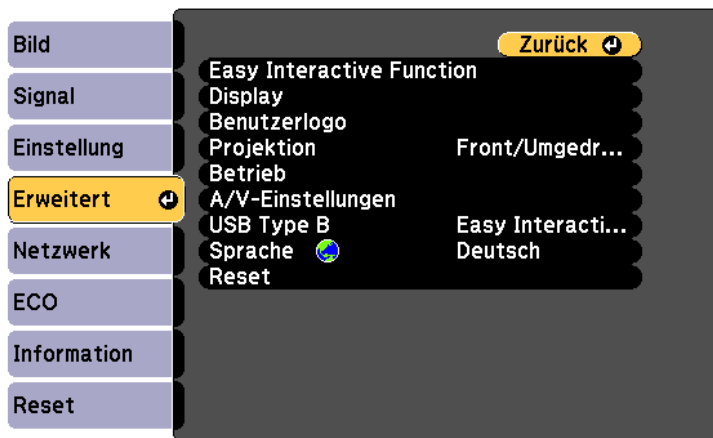 Bild
Signal
Einstellung
Erweitert
Netzwerk
ECO
Information
Reset
Zurück
Easy Interactive Function
Display
Benutzerlogo
Projektion Front/Umgedr...
Betrieb
A/V-Einstellungen
USB Type B Easy Interacti...
Sprache Deutsch
Reset